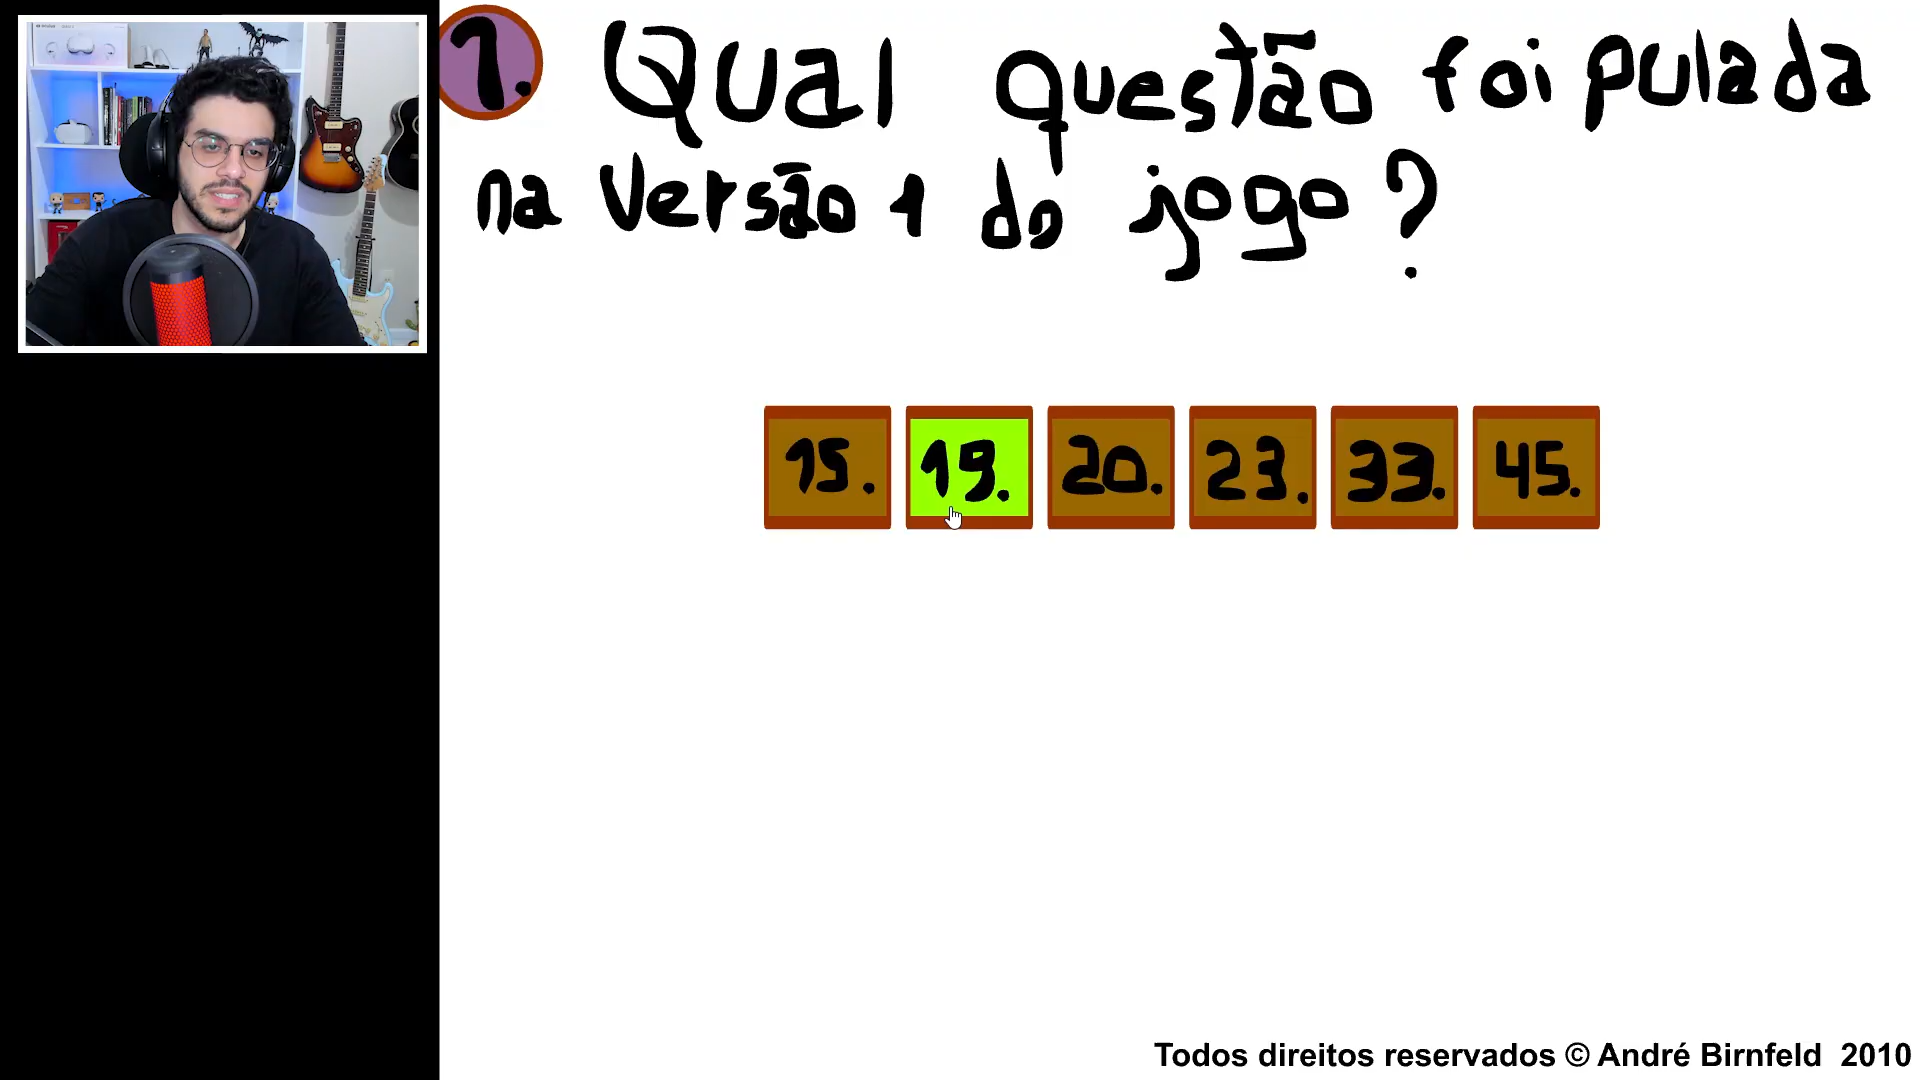 1. Qual questão foi pulada
na versão 1 do jogo?
15. 19. 20. 23. 33. 45.
Todos direitos reservados © André Birnfeld 2010